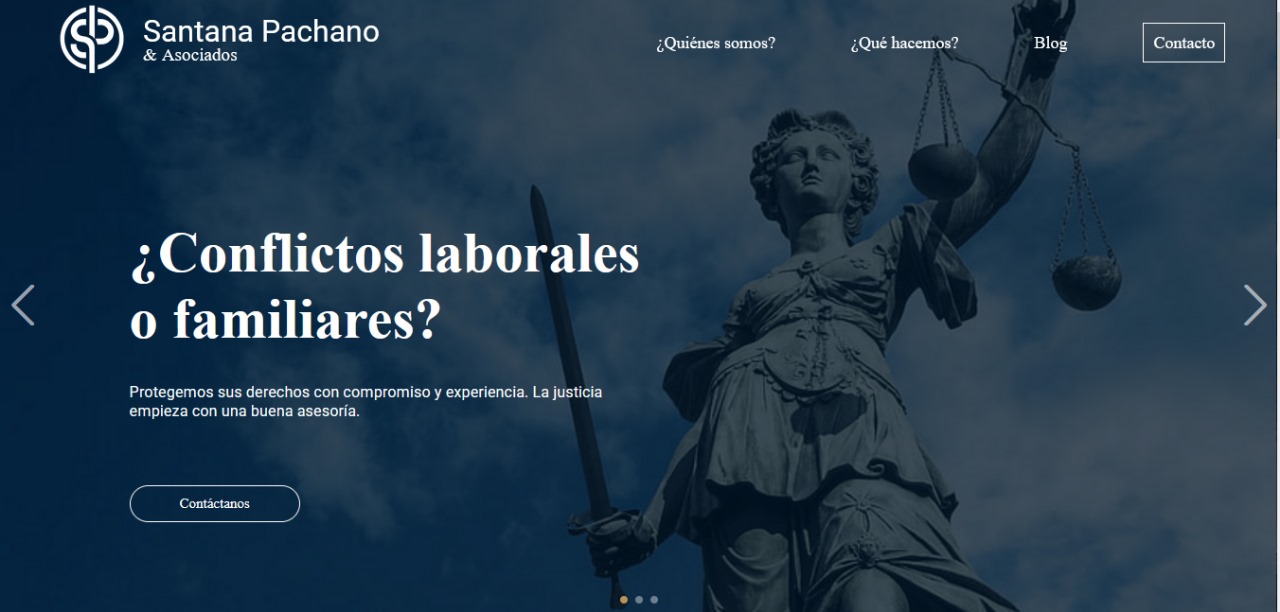 SP
Santana Pachano
& Asociados
¿Quiénes somos?
¿Qué hacemos?
Blog
Contacto
¿Conflictos laborales
o familiares?
Protegemos sus derechos con compromiso y experiencia. La justicia
empieza con una buena asesoría.
Contáctanos